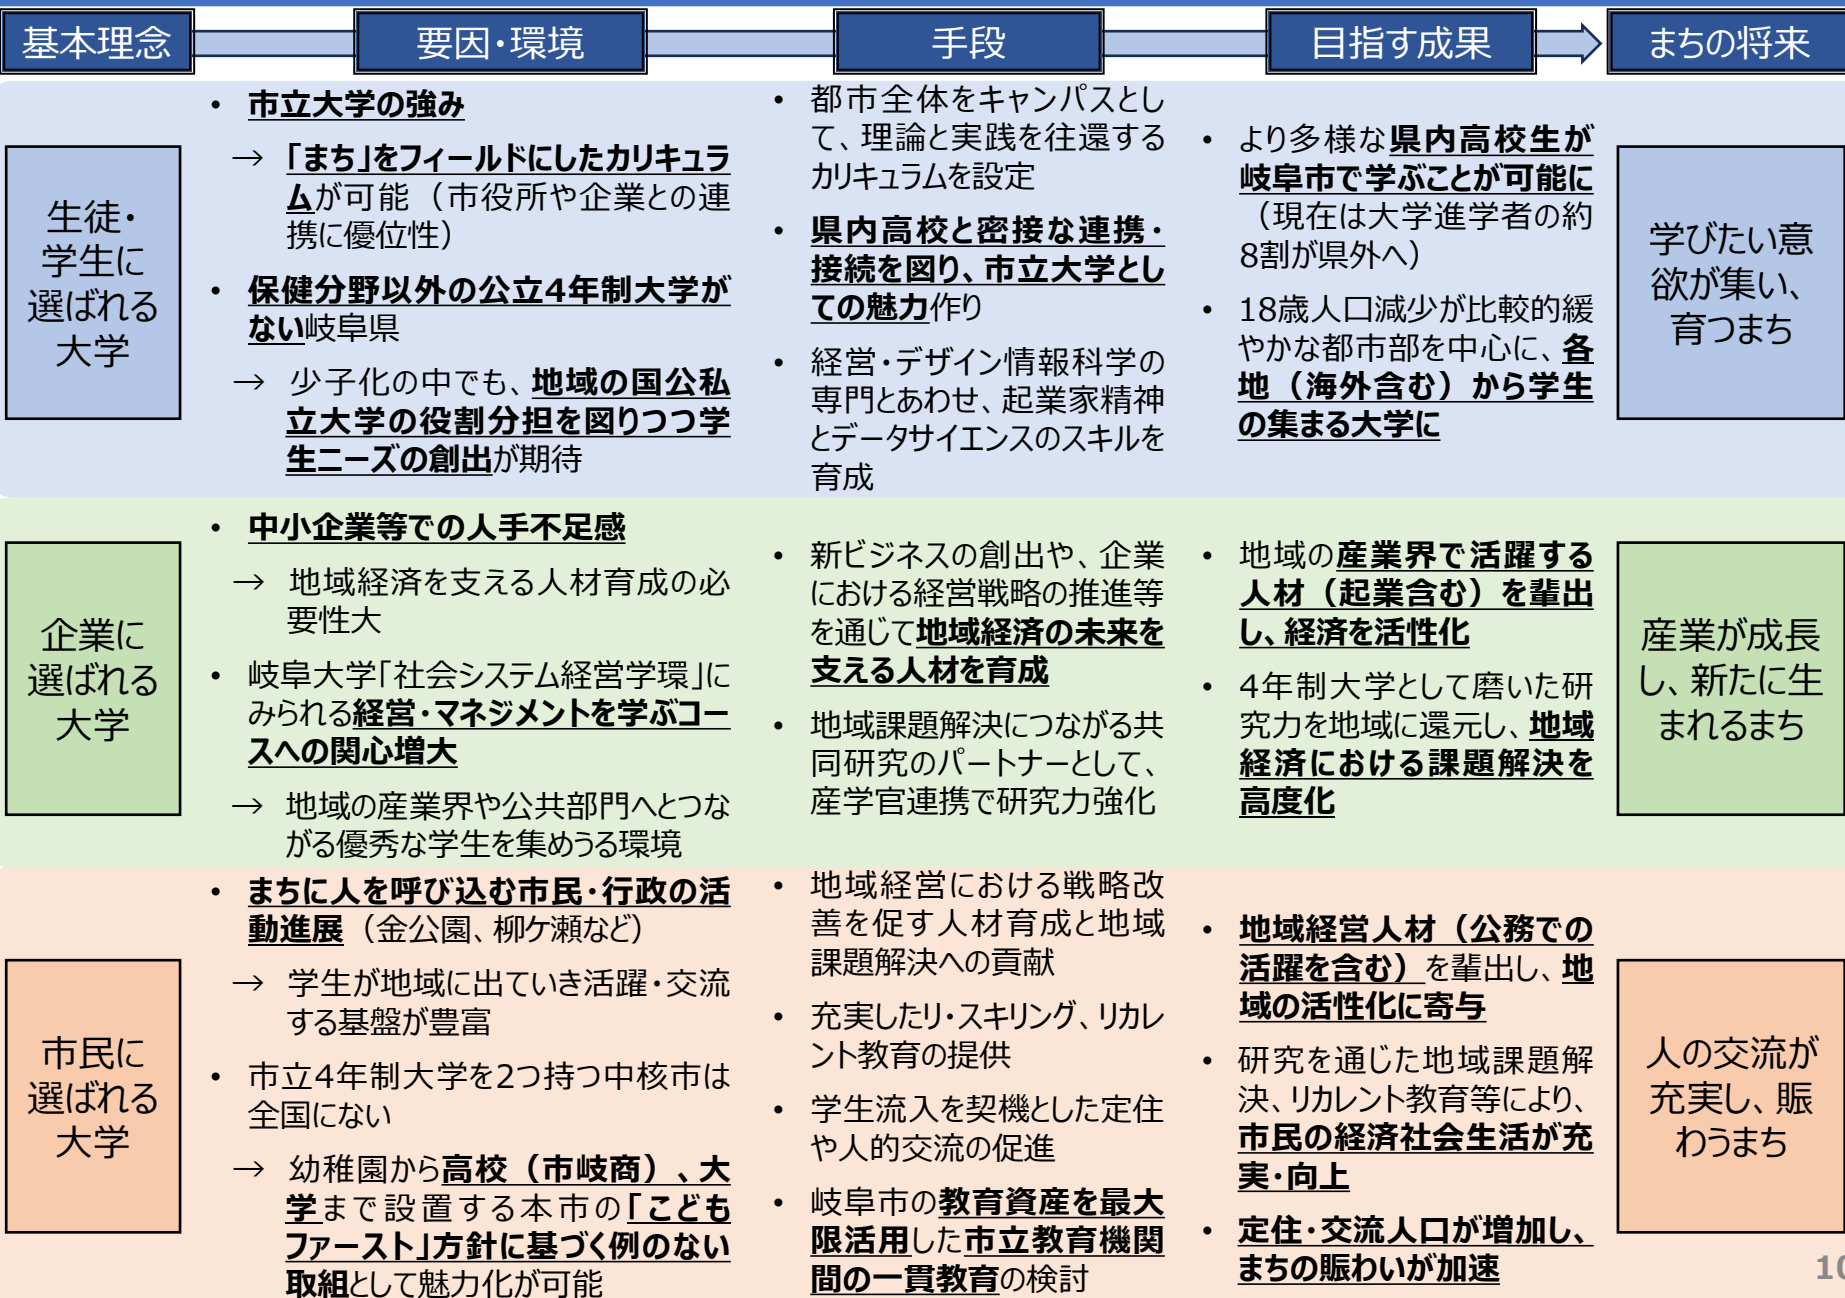 基本理念
要因・環境
手段
目指す成果
まちの将来
生徒・
学生に
選ばれる
大学
• 市立大学の強み
→ 「まち」をフィールドにしたカリキュラ
ムが可能（市役所や企業との連
携に優位性）
• 保健分野以外の公立4年制大学が
ない岐阜県
→ 少子化の中でも、地域の国公私
立大学の役割分担を図りつつ学
生ニーズの創出が期待
• 都市全体をキャンパスとし
て、理論と実践を往還する
カリキュラムを設定
• 県内高校と密接な連携・
接続を図り、市立大学とし
ての魅力作り
• 経営・デザイン情報科学の
専門とあわせ、起業家精神
とデータサイエンスのスキルを
育成
• より多様な県内高校生が
岐阜市で学ぶことが可能に
（現在は大学進学者の約
8割が県外へ）
• 18歳人口減少が比較的緩
やかな都市部を中心に、各
地（海外含む）から学生
の集まる大学に
学びたい意
欲が集い、
育つまち
企業に
選ばれる
大学
• 中小企業等での人手不足感
→ 地域経済を支える人材育成の必
要性大
• 岐阜大学「社会システム経営学環」に
みられる経営・マネジメントを学ぶコー
スへの関心増大
→ 地域の産業界や公共部門へとつな
がる優秀な学生を集めうる環境
• 新ビジネスの創出や、企業
における経営戦略の推進等
を通じて地域経済の未来を
支える人材を育成
• 地域課題解決につながる共
同研究のパートナーとして、
産学官連携で研究力強化
• 地域の産業界で活躍する
人材（起業含む）を輩出
し、経済を活性化
• 4年制大学として磨いた研
究力を地域に還元し、地域
経済における課題解決を
高度化
産業が成長
し、新たに生
まれるまち
市民に
選ばれる
大学
• まちに人を呼び込む市民・行政の活
動進展（金公園、柳ケ瀬など）
→ 学生が地域に出ていき活躍・交流
する基盤が豊富
• 市立4年制大学を2つ持つ中核市は
全国にない
→ 幼稚園から高校（市岐商）、大
学まで設置する本市の「こども
ファースト」方針に基づく例のない
取組として魅力化が可能
• 地域経営における戦略改
善を促す人材育成と地域
課題解決への貢献
• 充実したリ・スキリング、リカレ
ント教育の提供
• 学生流入を契機とした定住
や人的交流の促進
• 岐阜市の教育資産を最大
限活用した市立教育機関
間の一貫教育の検討
• 地域経営人材（公務での
活躍を含む）を輩出し、地
域の活性化に寄与
• 研究を通じた地域課題解
決、リカレント教育等により、
市民の経済社会生活が充
実・向上
• 定住・交流人口が増加し、
まちの賑わいが加速
人の交流が
充実し、賑
わうまち
10